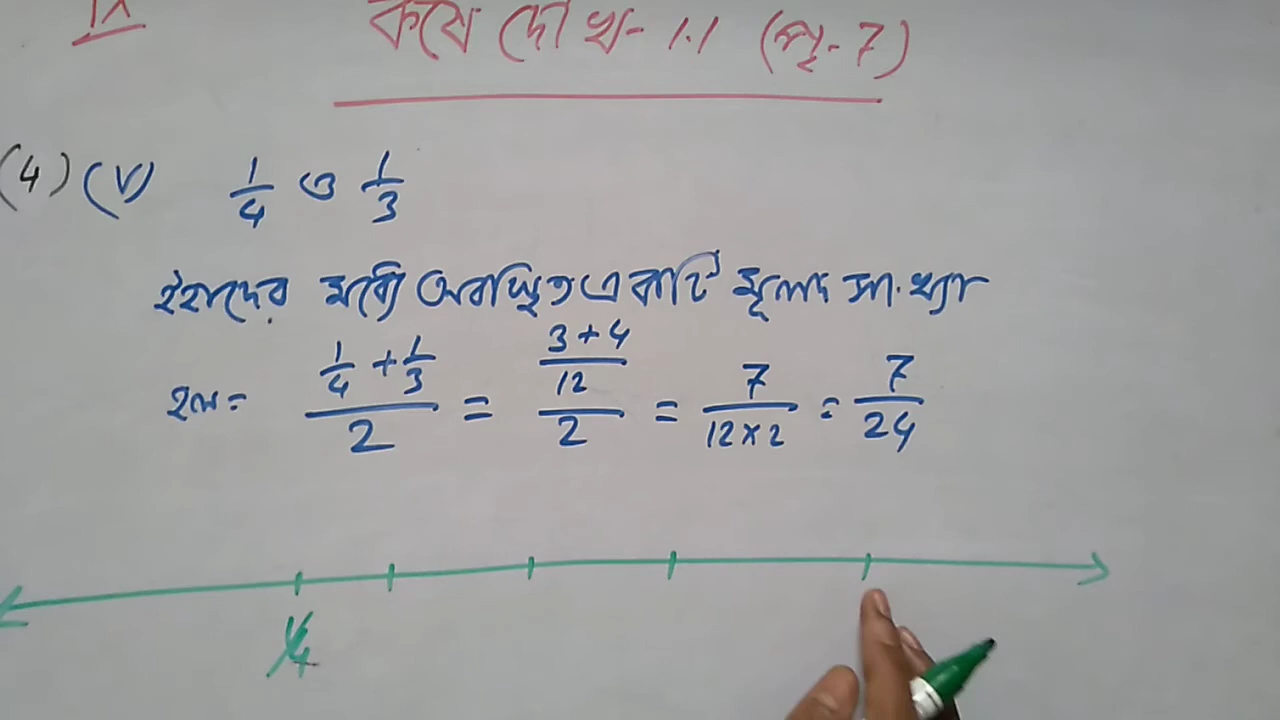 IX
কষে দেখি - 1.1 (পৃ. - 7)
(4) (V) 1/4 ও 1/3
ইহাদের মধ্যে অবস্থিত একটি মূলদ সংখ্যা
হল = (1/4 + 1/3)/2 = ((3+4)/12)/2 = 7/(12×2) = 7/24
1/4